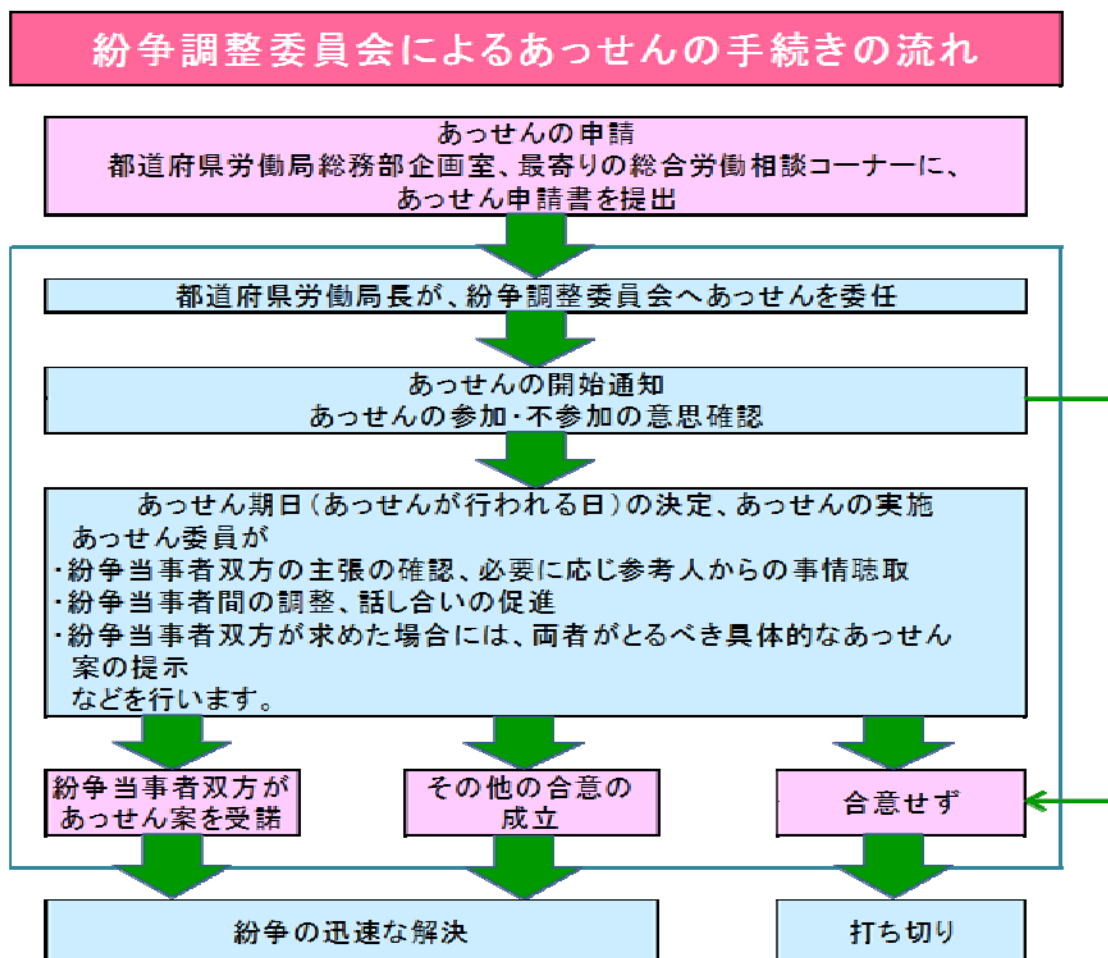 紛争調整委員会によるあっせんの手続きの流れ
あっせんの申請
都道府県労働局総務部企画室、最寄りの総合労働相談コーナーに、
あっせん申請書を提出
都道府県労働局長が、紛争調整委員会へあっせんを委任
あっせんの開始通知
あっせんの参加・不参加の意思確認
あっせん期日(あっせんが行われる日)の決定、あっせんの実施
あっせん委員が
・紛争当事者双方の主張の確認、必要に応じ参考人からの事情聴取
・紛争当事者間の調整、話し合いの促進
・紛争当事者双方が求めた場合には、両者がとるべき具体的なあっせん
案の提示
などを行います。
紛争当事者双方が
あっせん案を受諾
その他の合意の
成立
合意せず
紛争の迅速な解決
打ち切り